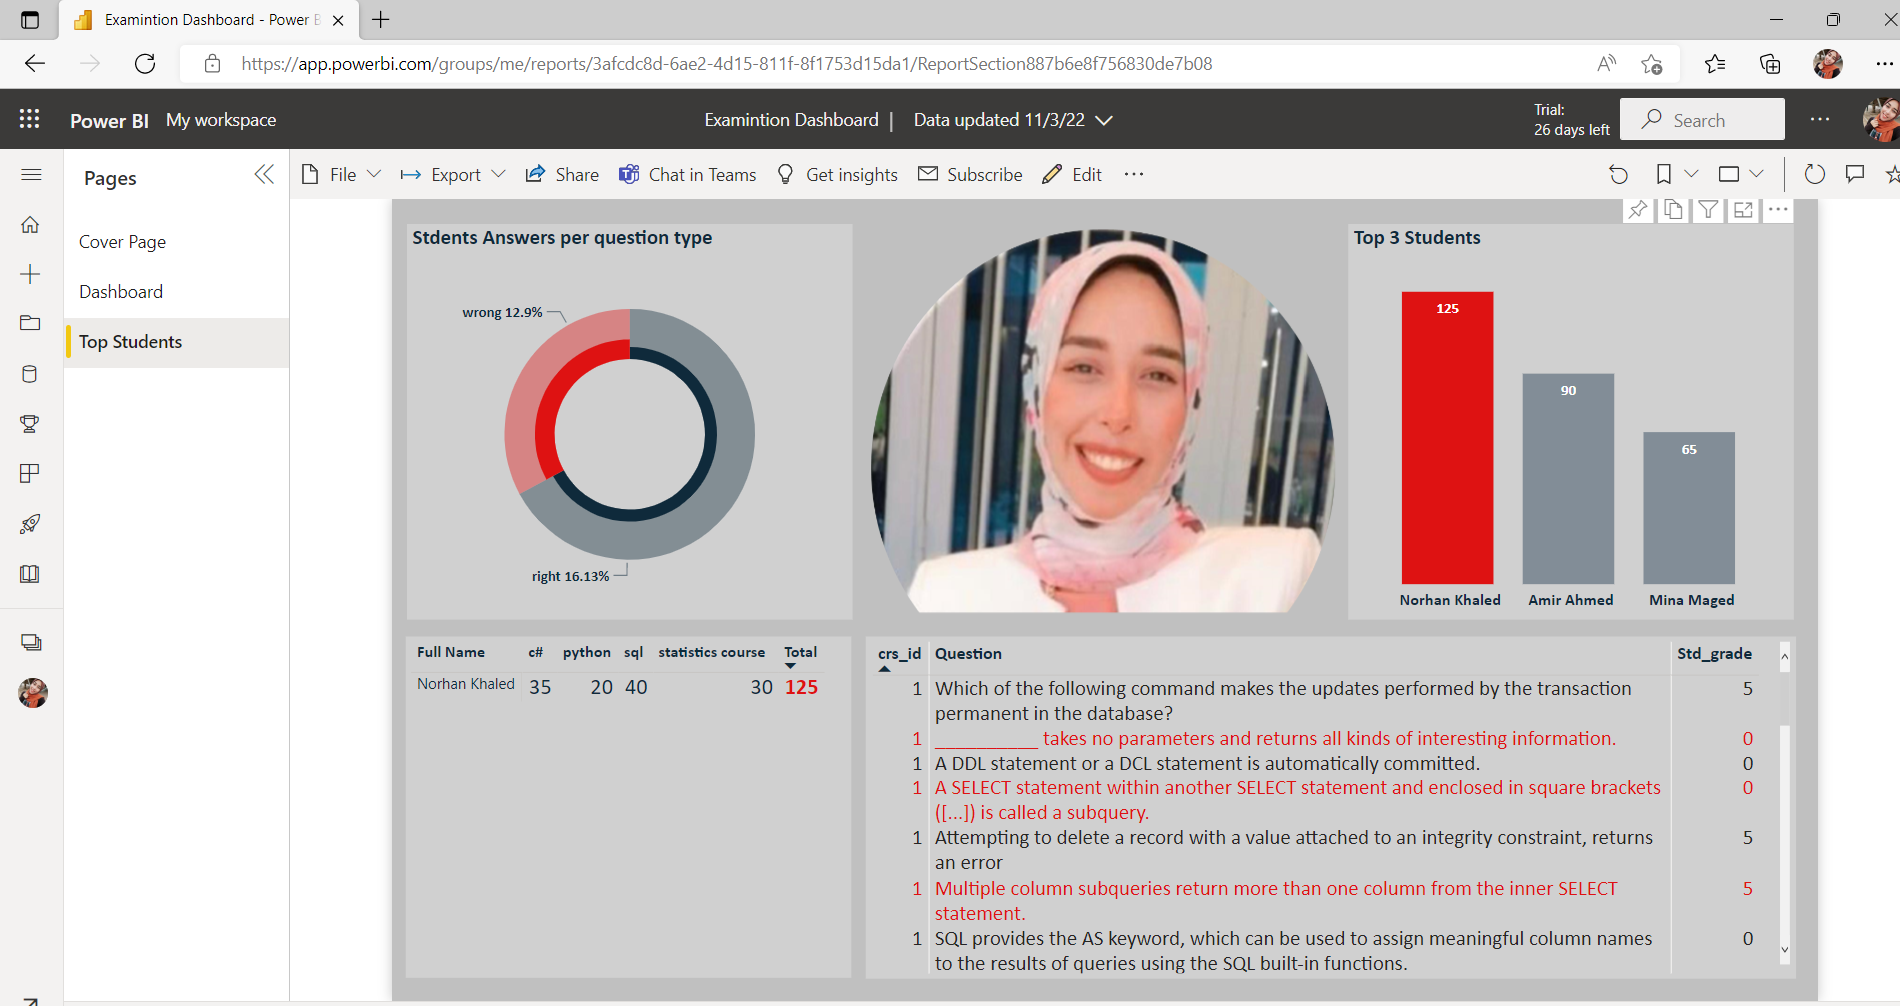 Examintion Dashboard - Power B
https://app.powerbi.com/groups/me/reports/3afcdc8d-6ae2-4d15-811f-8f1753d15da1/ReportSection887b6e8f756830de7b08
Power BI My workspace
Examintion Dashboard | Data updated 11/3/22
Trial:
26 days left
Search
Pages
File Export Share Chat in Teams Get insights Subscribe Edit
Cover Page
Dashboard
Top Students
Stdents Answers per question type
wrong 12.9%
right 16.13%
Top 3 Students
125
90
65
Norhan Khaled Amir Ahmed Mina Maged
Full Name c# python sql statistics course Total
Norhan Khaled 35 20 40 30 125
crs_id Question Std_grade
1 Which of the following command makes the updates performed by the transaction 5
permanent in the database?
1 __________ takes no parameters and returns all kinds of interesting information. 0
1 A DDL statement or a DCL statement is automatically committed. 0
1 A SELECT statement within another SELECT statement and enclosed in square brackets 0
([...]) is called a subquery.
1 Attempting to delete a record with a value attached to an integrity constraint, returns 5
an error
1 Multiple column subqueries return more than one column from the inner SELECT 5
statement.
1 SQL provides the AS keyword, which can be used to assign meaningful column names 0
to the results of queries using the SQL built-in functions.